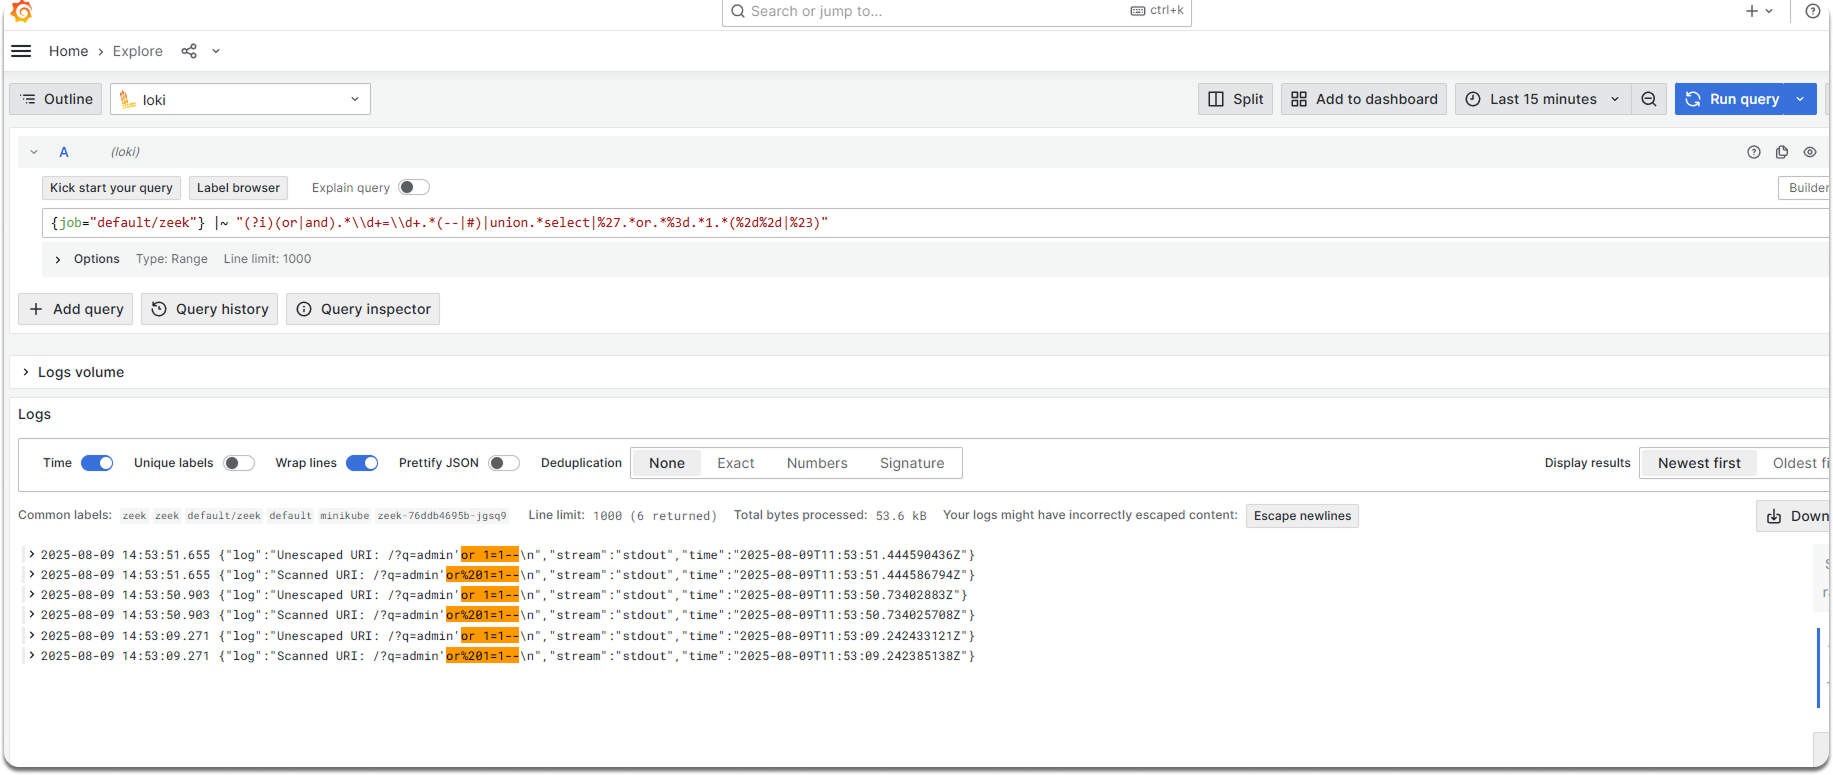 Search or jump to... ctrl+k
Home › Explore
Outline loki Split Add to dashboard Last 15 minutes Run query
A (loki)
Kick start your query Label browser Explain query Builder
{job="default/zeek"} |~ "(?i)(or|and).*\\d+=\\d+.*(--|#)|union.*select|%27.*or.*%3d.*1.*(%2d%2d|%23)"
Options Type: Range Line limit: 1000
+ Add query Query history Query inspector
Logs volume
Logs
Time Unique labels Wrap lines Prettify JSON Deduplication None Exact Numbers Signature Display results Newest first Oldest fi
Common labels: zeek zeek default/zeek default minikube zeek-76ddb4695b-jgsq9 Line limit: 1000 (6 returned) Total bytes processed: 53.6 kB Your logs might have incorrectly escaped content: Escape newlines Down
2025-08-09 14:53:51.655 {"log":"Unescaped URI: /?q=admin'or 1=1--\n","stream":"stdout","time":"2025-08-09T11:53:51.444590436Z"}
2025-08-09 14:53:51.655 {"log":"Scanned URI: /?q=admin'or%201=1--\n","stream":"stdout","time":"2025-08-09T11:53:51.444586794Z"}
2025-08-09 14:53:50.903 {"log":"Unescaped URI: /?q=admin'or 1=1--\n","stream":"stdout","time":"2025-08-09T11:53:50.73402883Z"}
2025-08-09 14:53:50.903 {"log":"Scanned URI: /?q=admin'or%201=1--\n","stream":"stdout","time":"2025-08-09T11:53:50.734025708Z"}
2025-08-09 14:53:09.271 {"log":"Unescaped URI: /?q=admin'or 1=1--\n","stream":"stdout","time":"2025-08-09T11:53:09.242433121Z"}
2025-08-09 14:53:09.271 {"log":"Scanned URI: /?q=admin'or%201=1--\n","stream":"stdout","time":"2025-08-09T11:53:09.242385138Z"}